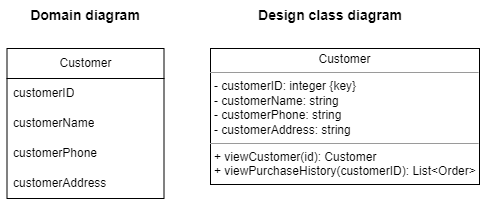 Domain diagram
Customer
customerID
customerName
customerPhone
customerAddress
Design class diagram
Customer
- customerID: integer {key}
- customerName: string
- customerPhone: string
- customerAddress: string
+ viewCustomer(id): Customer
+ viewPurchaseHistory(customerID): List<Order>